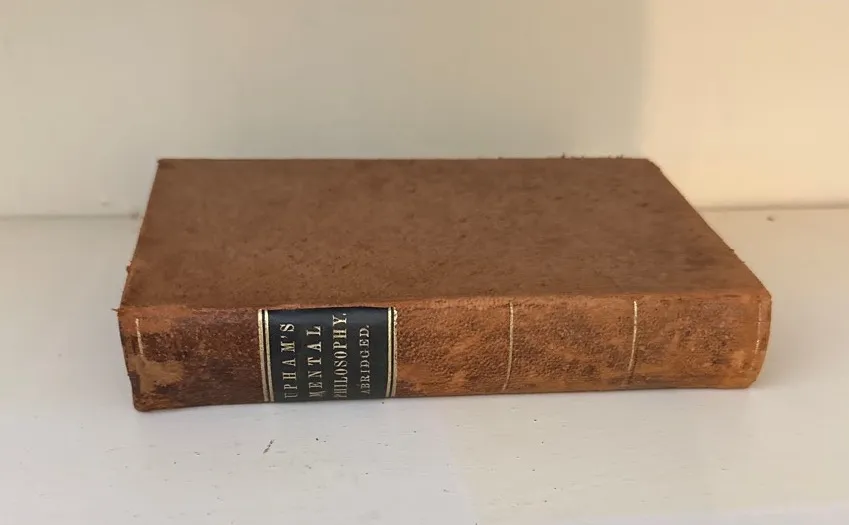 UPHAM'S
MENTAL
PHILOSOPHY.
ABRIDGED.